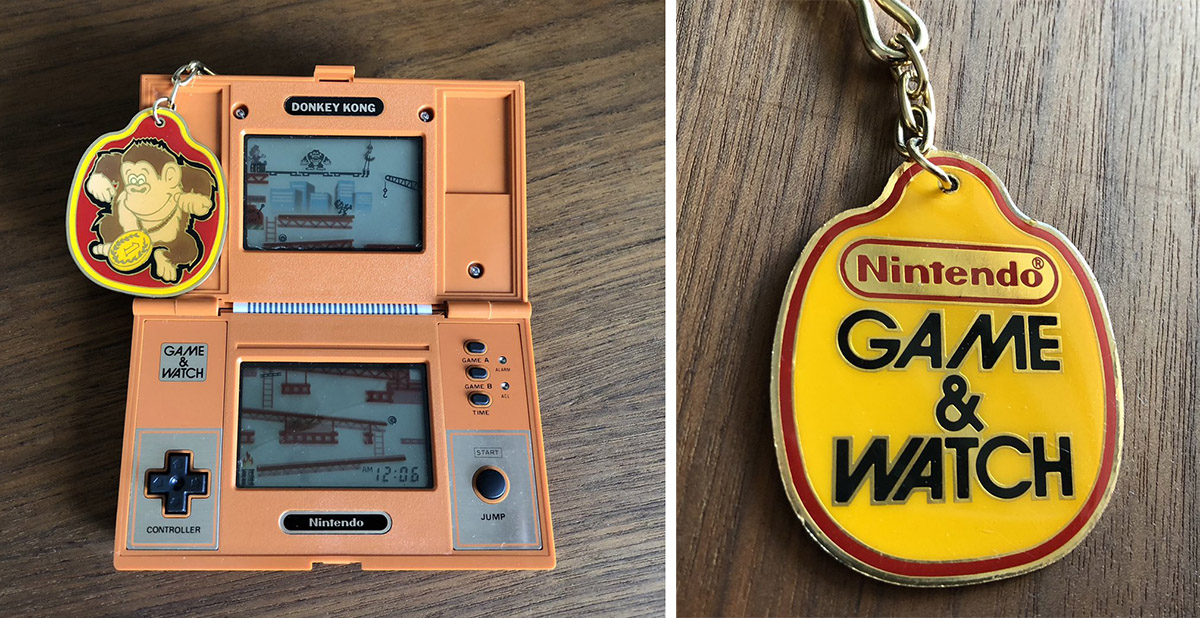 DONKEY KONG
GAME
&
WATCH
GAME A
ALARM
GAME B
ACL
TIME
AM 12:06
START
CONTROLLER
JUMP
Nintendo
Nintendo®
GAME
&
WATCH